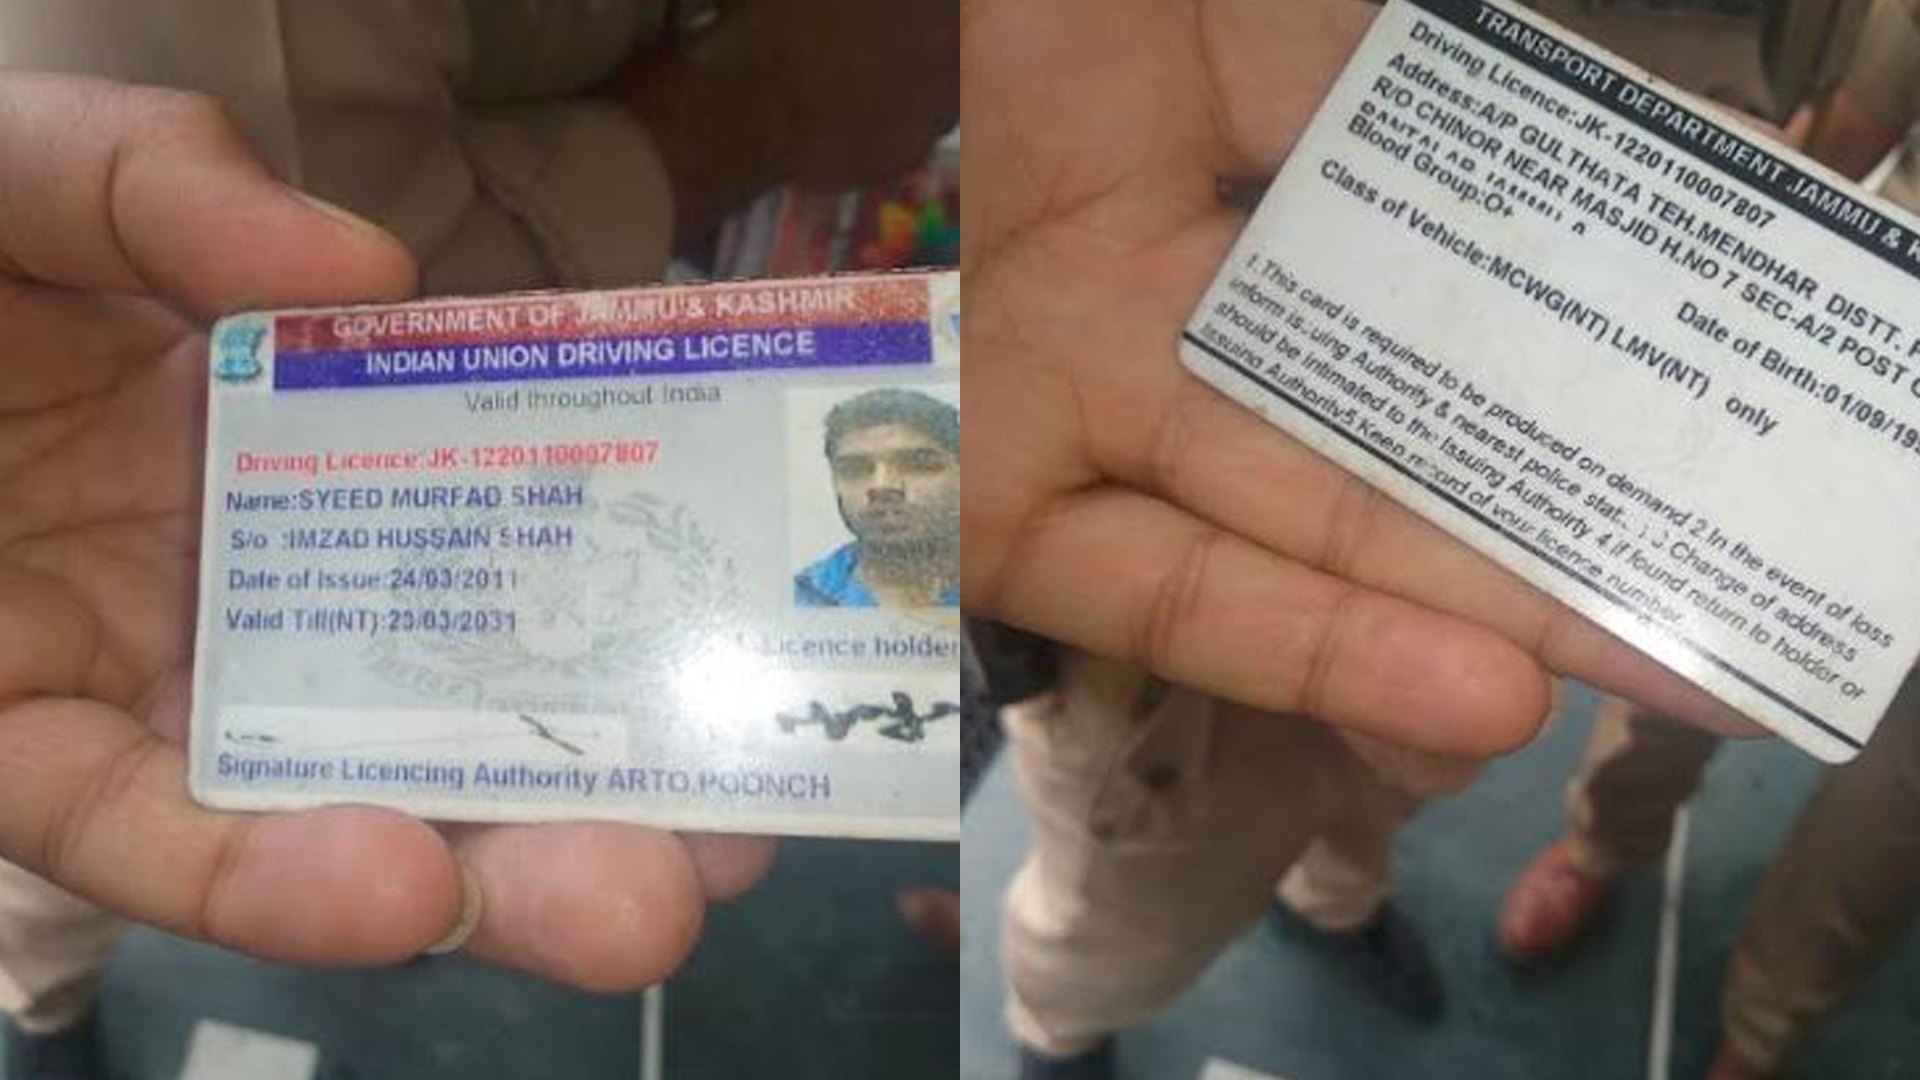 GOVERNMENT OF JAMMU & KASHMIR
INDIAN UNION DRIVING LICENCE
Valid throughout India
Driving Licence:JK-1220110007807
Name:SYEED MURFAD SHAH
S/o :IMZAD HUSSAIN SHAH
Date of Issue:24/03/2011
Valid Till(NT):23/03/2031
Licence holder
Signature Licencing Authority ARTO,POONCH
TRANSPORT DEPARTMENT JAMMU &
Driving Licence:JK-1220110007807
Address:A/P GULTHATA TEH.MENDHAR DISTT.
R/O CHINOR NEAR MASJID H.NO 7 SEC-A/2 POST
Blood Group:O+
Date of Birth:01/09/19
Class of Vehicle:MCWG(NT) LMV(NT) only
1.This card is required to be produced on demand 2 In the event of loss
inform is uing Authority & nearest police stat.. 3 Change of address
should be intimated to the Issuing Authoirty 4.if found return to holder or
Issuing Authority5 Keep record of your licence number.